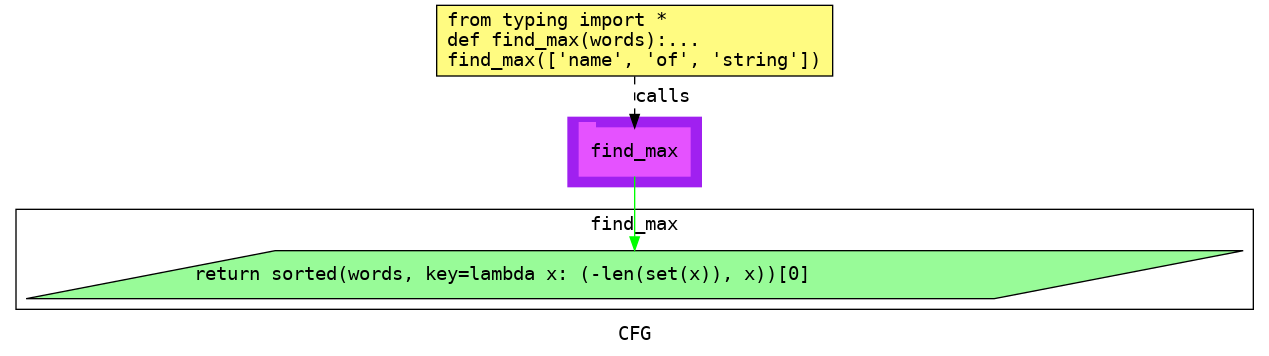 from typing import *
def find_max(words):...
find_max(['name', 'of', 'string'])
calls
find_max
find_max
return sorted(words, key=lambda x: (-len(set(x)), x))[0]
CFG